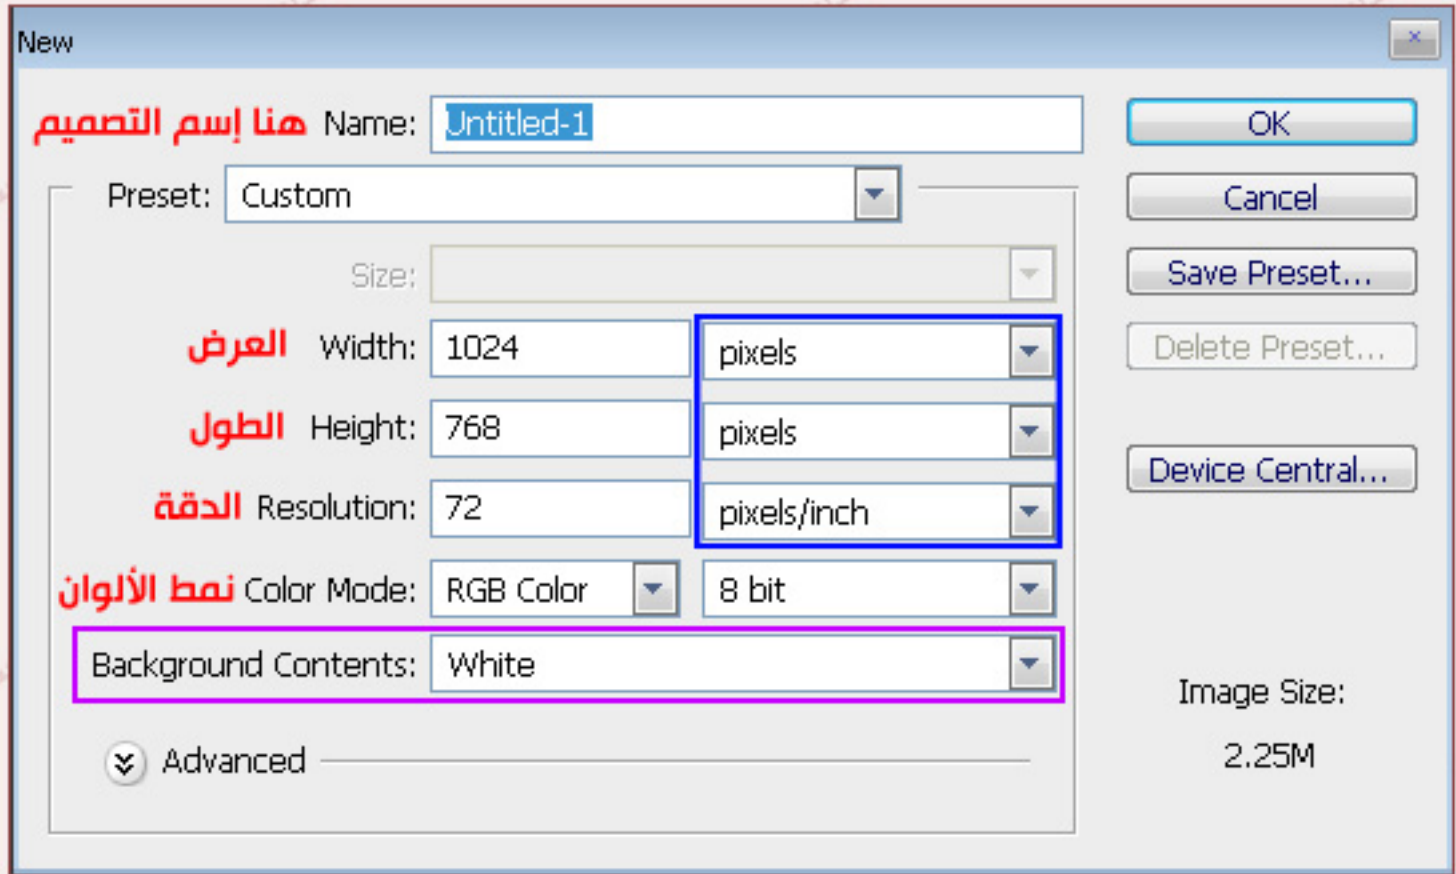 New
هنا إسم التصميم Name: Untitled-1
OK
Preset: Custom
Cancel
Size:
Save Preset...
العرض Width: 1024 pixels
Delete Preset...
الطول Height: 768 pixels
Device Central...
الدقة Resolution: 72 pixels/inch
نمط الألوان Color Mode: RGB Color 8 bit
Background Contents: White
Image Size:
2.25M
Advanced